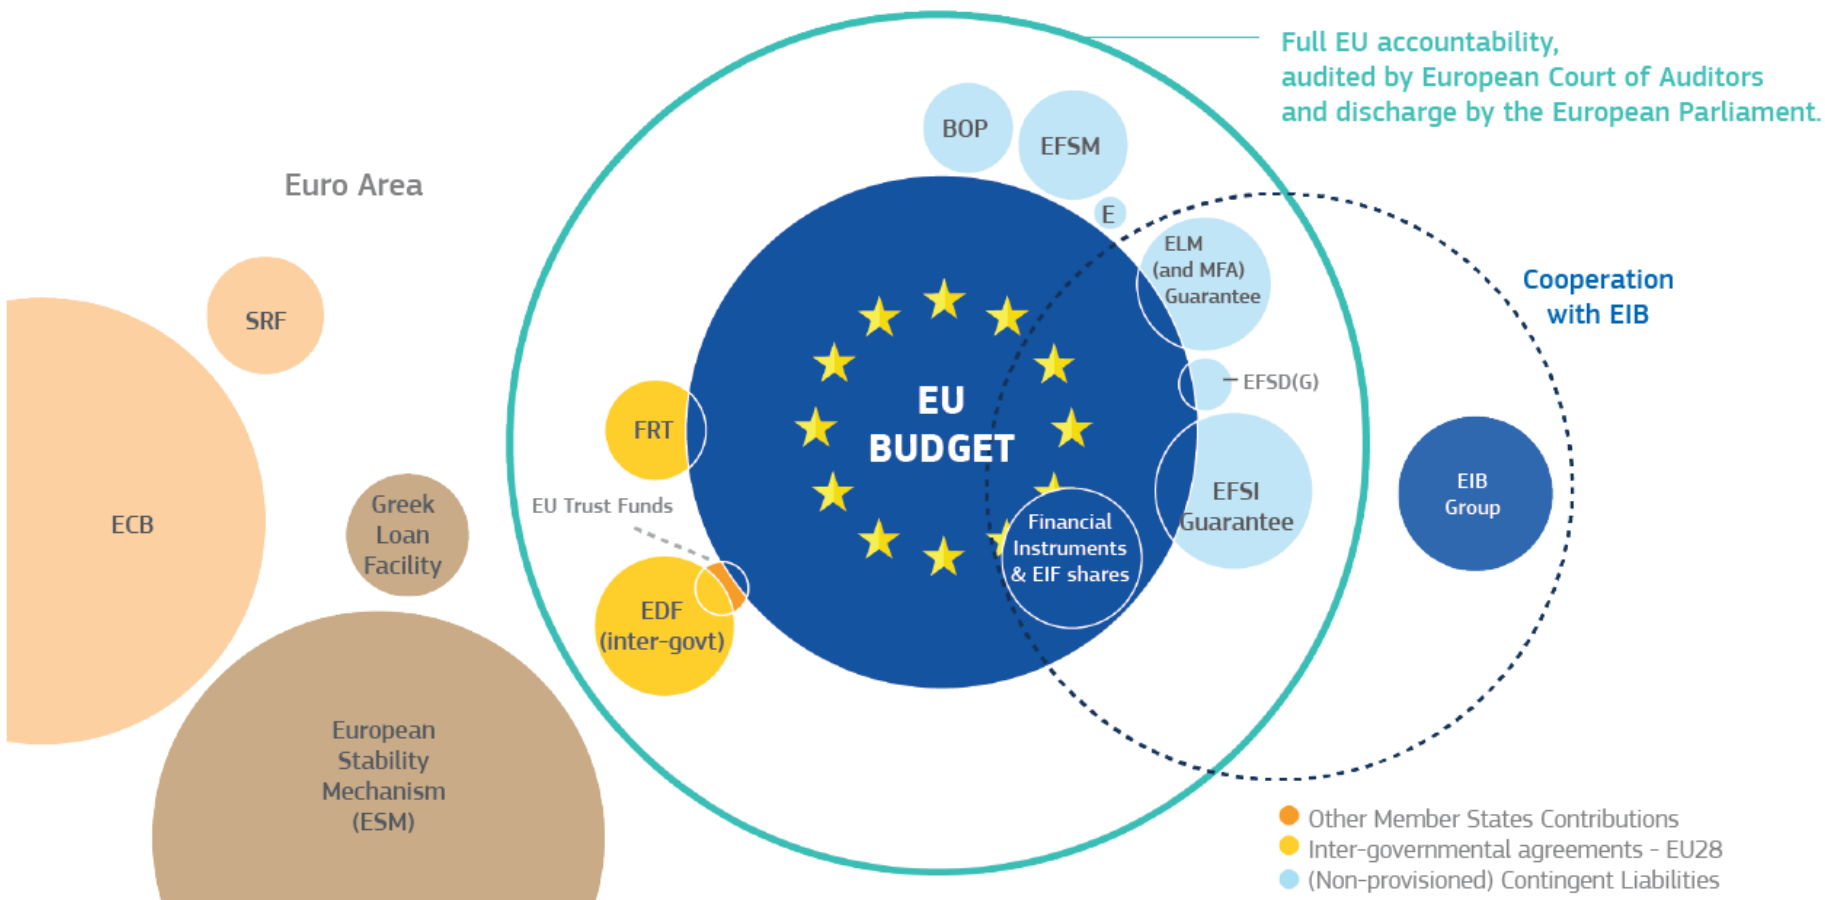 Full EU accountability,
audited by European Court of Auditors
and discharge by the European Parliament.
BOP
EFSM
E
Euro Area
ELM
(and MFA)
Guarantee
Cooperation
with EIB
SRF
EFSD(G)
EU
BUDGET
FRT
EU Trust Funds
ECB
Greek
Loan
Facility
EFSI
Guarantee
EIB
Group
Financial
Instruments
& EIF shares
EDF
(inter-govt)
European
Stability
Mechanism
(ESM)
Other Member States Contributions
Inter-governmental agreements - EU28
(Non-provisioned) Contingent Liabilities